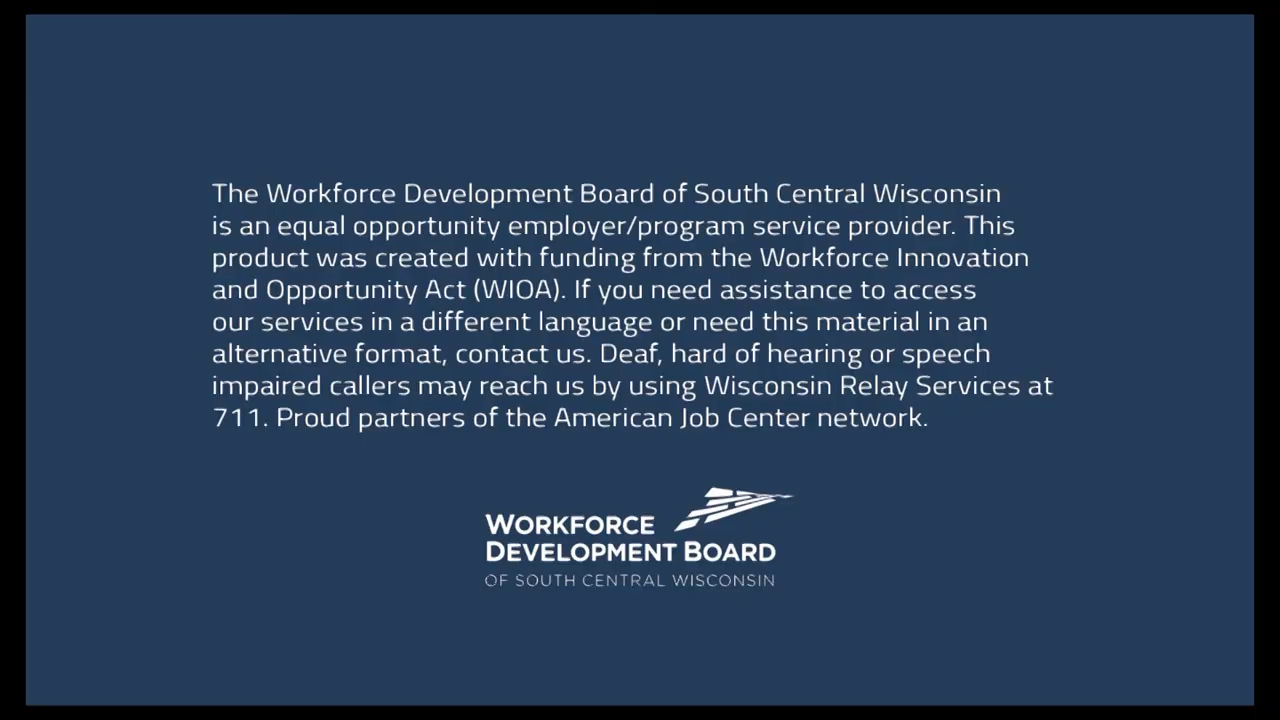 The Workforce Development Board of South Central Wisconsin
is an equal opportunity employer/program service provider. This
product was created with funding from the Workforce Innovation
and Opportunity Act (WIOA). If you need assistance to access
our services in a different language or need this material in an
alternative format, contact us. Deaf, hard of hearing or speech
impaired callers may reach us by using Wisconsin Relay Services at
711. Proud partners of the American Job Center network.
WORKFORCE
DEVELOPMENT BOARD
OF SOUTH CENTRAL WISCONSIN